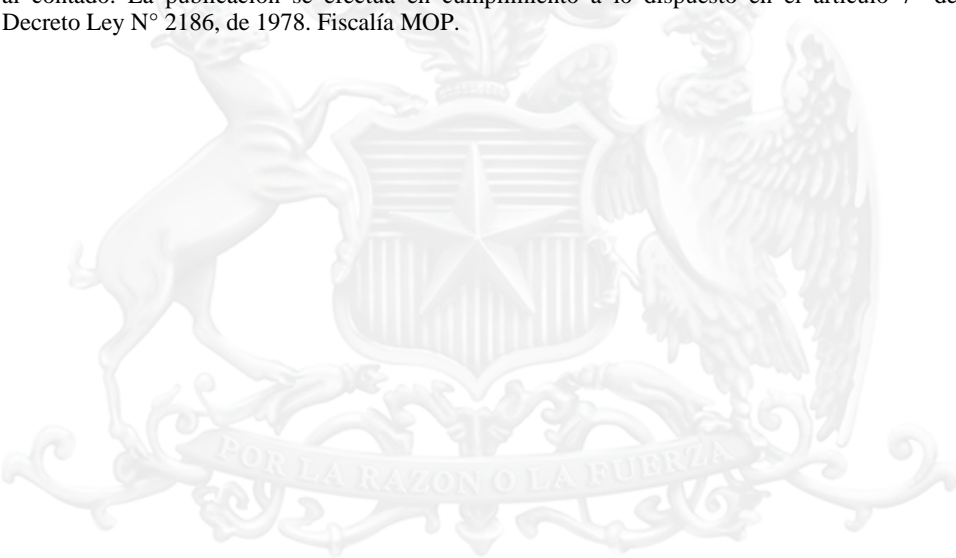 al contado. La publicación se efectúa en cumplimiento a lo dispuesto en el artículo 7°
Decreto Ley N° 2186, de 1978. Fiscalía MOP.
POR LA RAZON O LA FUERZA